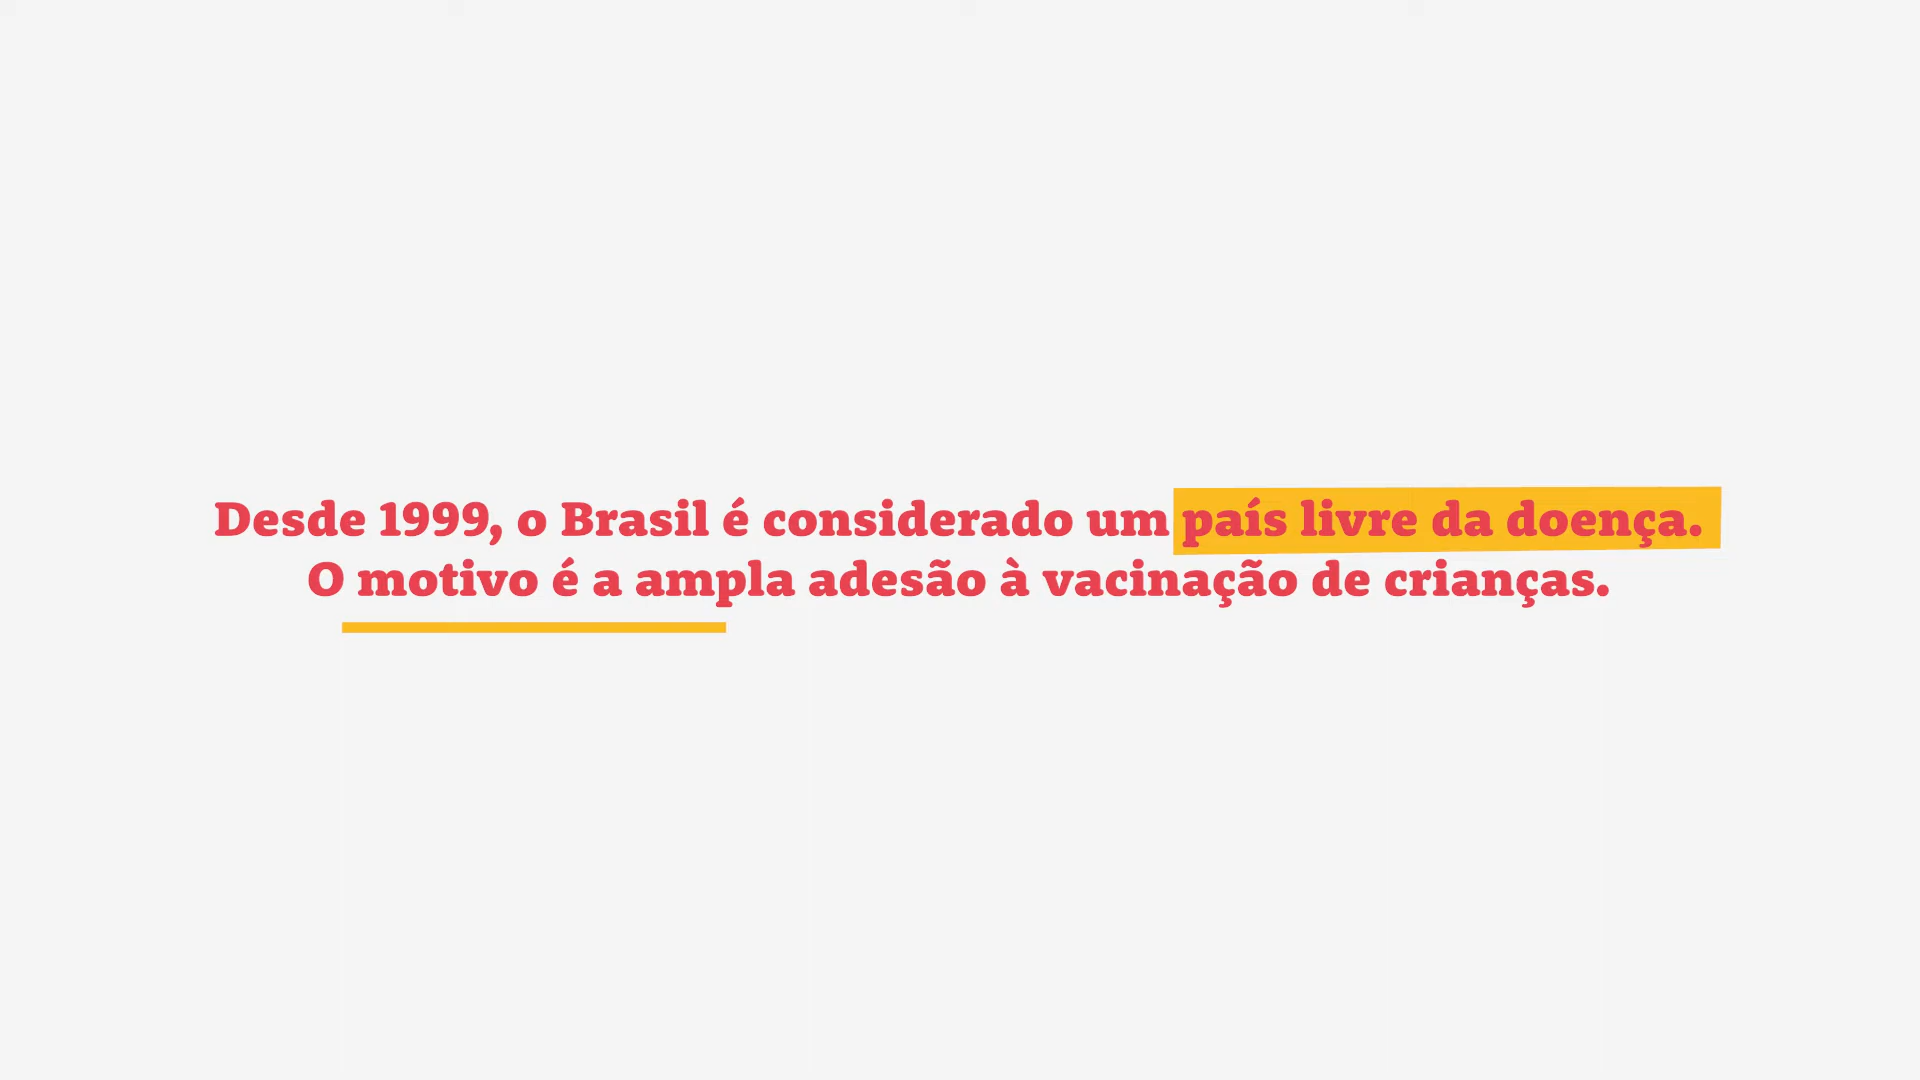 Desde 1999, o Brasil é considerado um país livre da doença.
O motivo é a ampla adesão à vacinação de crianças.